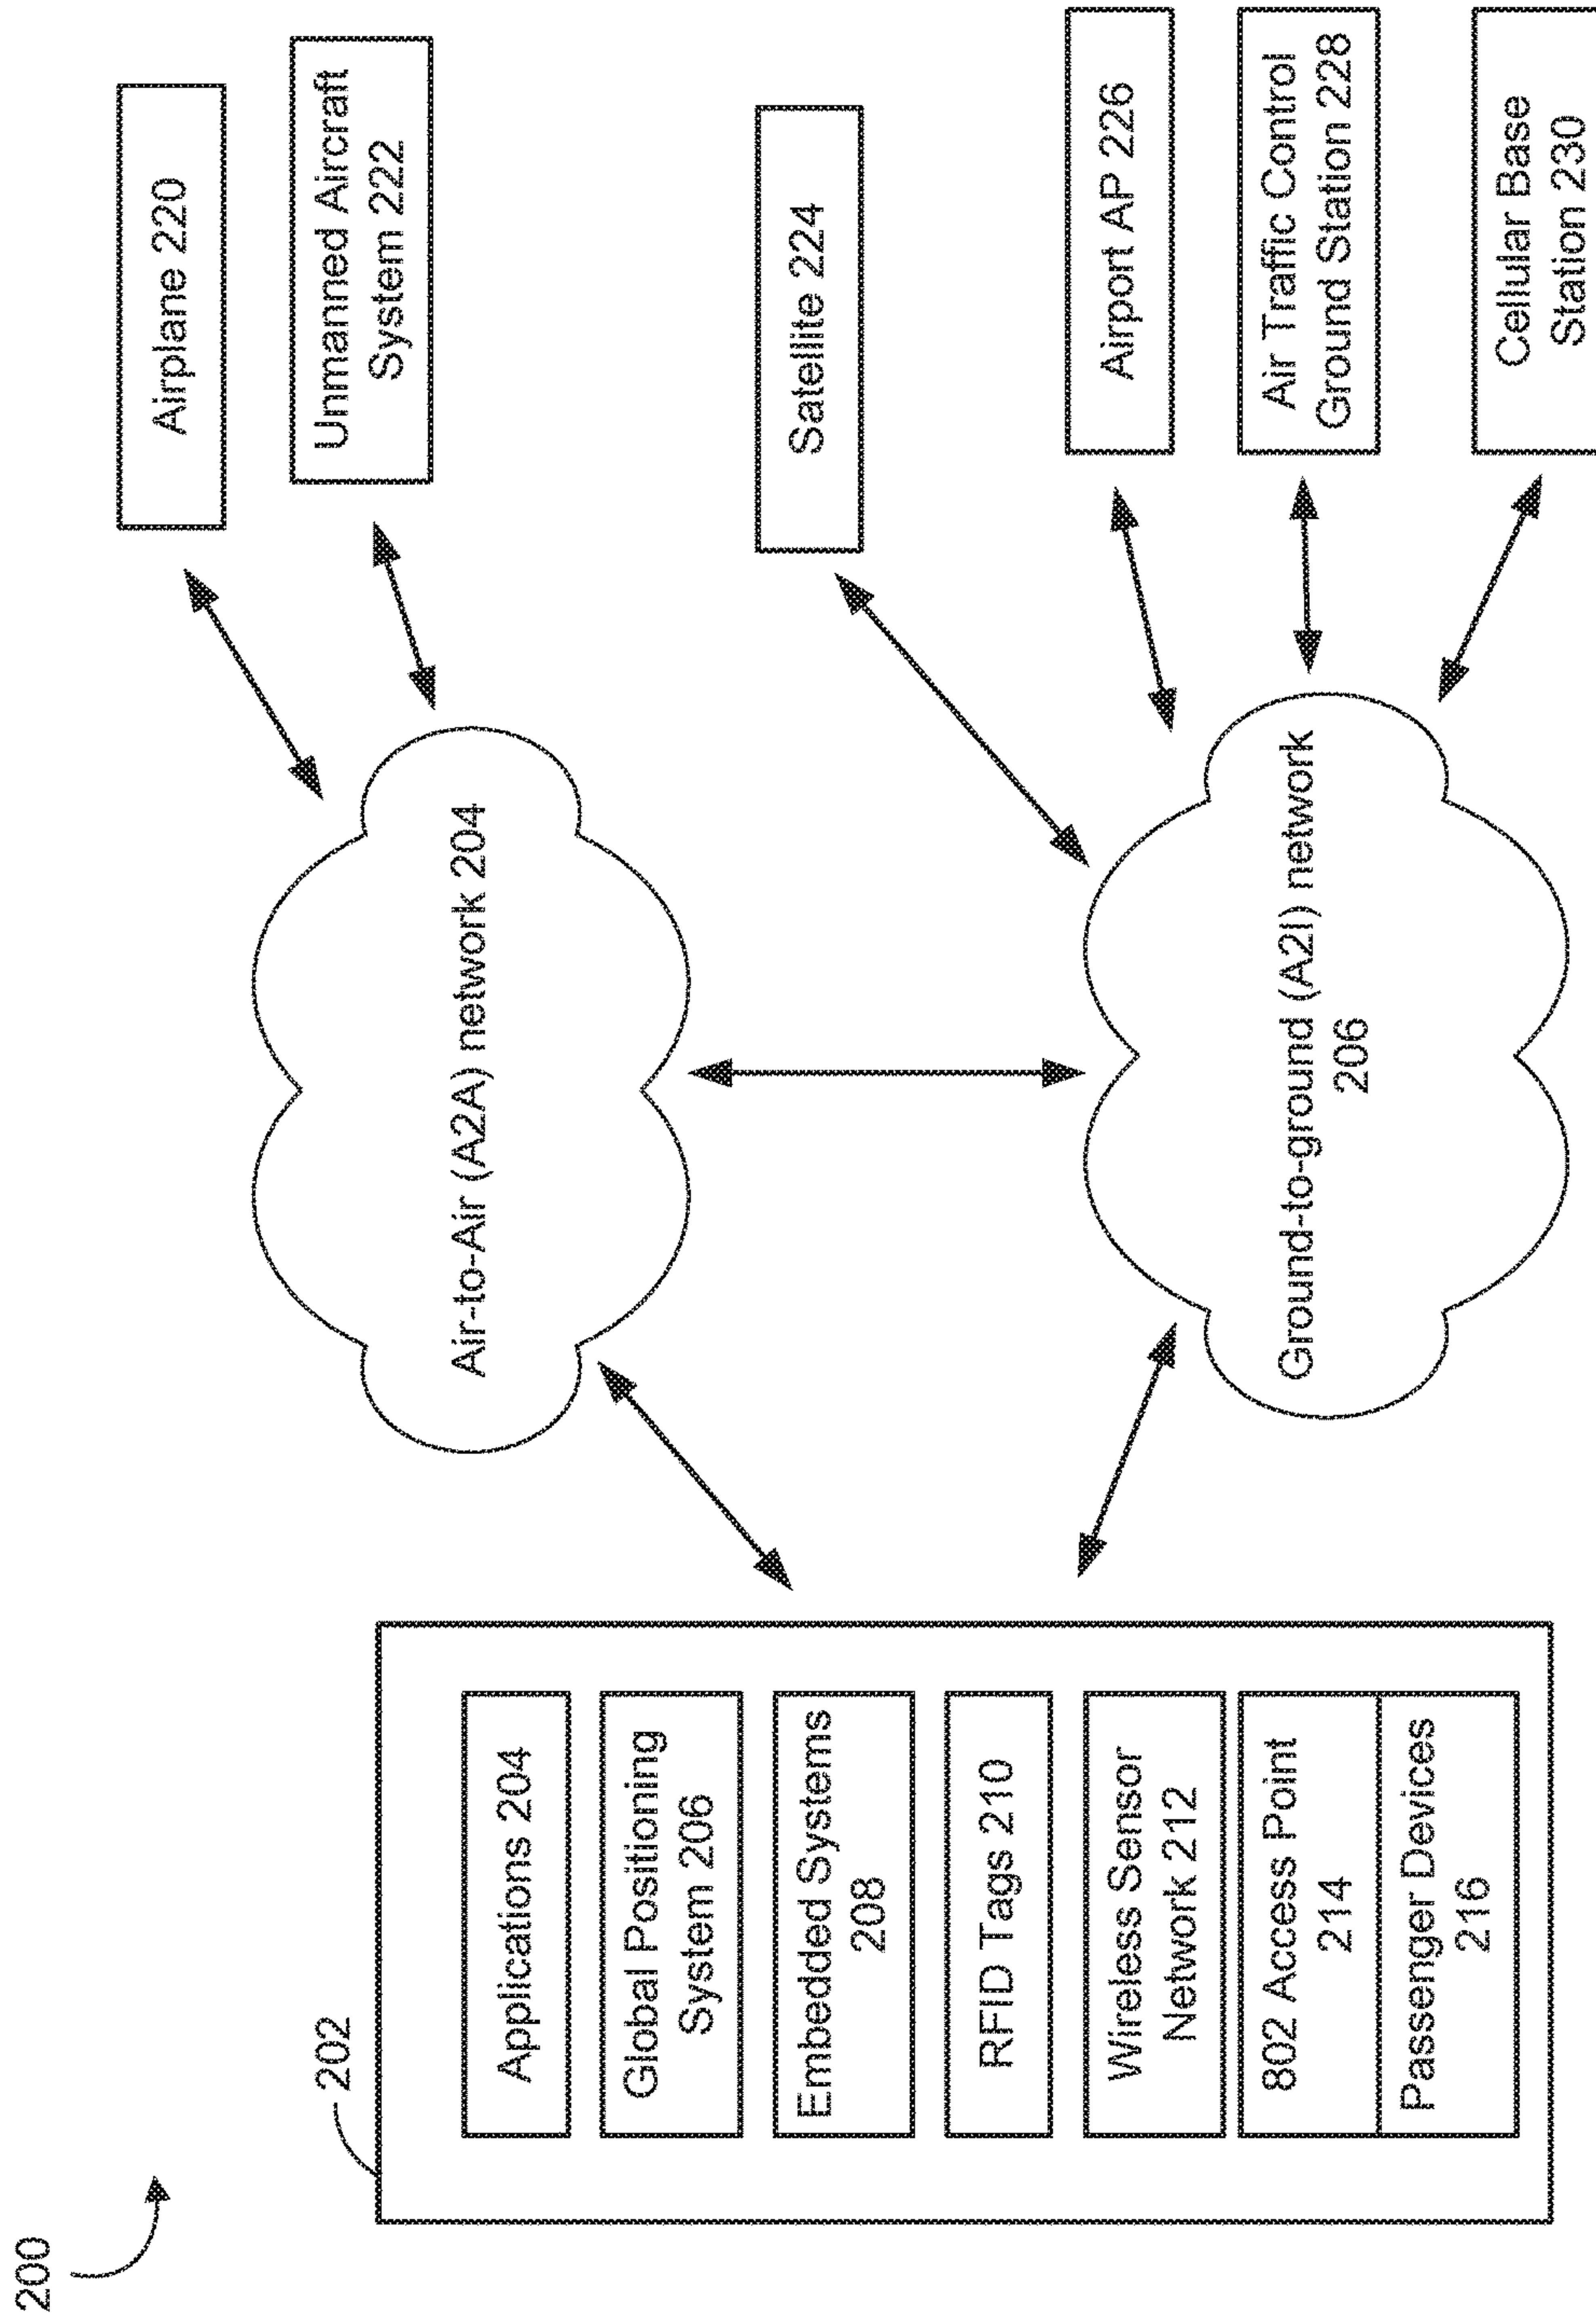 200
202
Applications 204
Global Positioning
System 206
Embedded Systems
208
RFID Tags 210
Wireless Sensor
Network 212
802 Access Point
214
Passenger Devices
216
Air-to-Air (A2A) network 204
Ground-to-ground (A2I) network
206
Airplane 220
Unmanned Aircraft
System 222
Satellite 224
Airport AP 226
Air Traffic Control
Ground Station 228
Cellular Base
Station 230